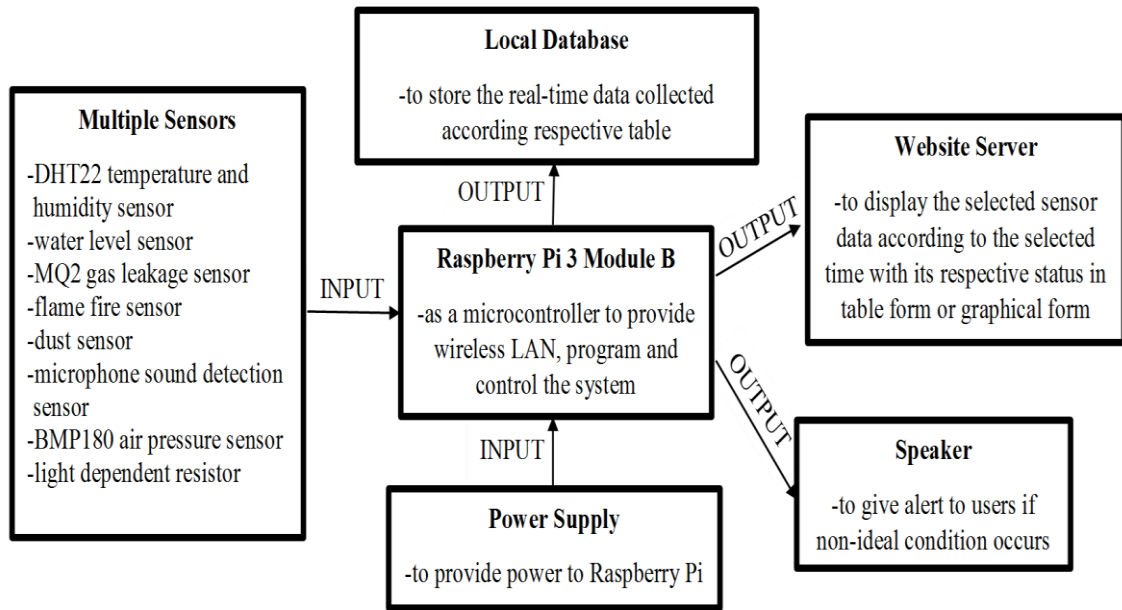 Multiple Sensors
-DHT22 temperature and
humidity sensor
-water level sensor
-MQ2 gas leakage sensor
-flame fire sensor
-dust sensor
-microphone sound detection
sensor
-BMP180 air pressure sensor
-light dependent resistor
INPUT
Local Database
-to store the real-time data collected
according respective table
OUTPUT
Raspberry Pi 3 Module B
-as a microcontroller to provide
wireless LAN, program and
control the system
INPUT
Power Supply
-to provide power to Raspberry Pi
OUTPUT
Website Server
-to display the selected sensor
data according to the selected
time with its respective status in
table form or graphical form
OUTPUT
Speaker
-to give alert to users if
non-ideal condition occurs